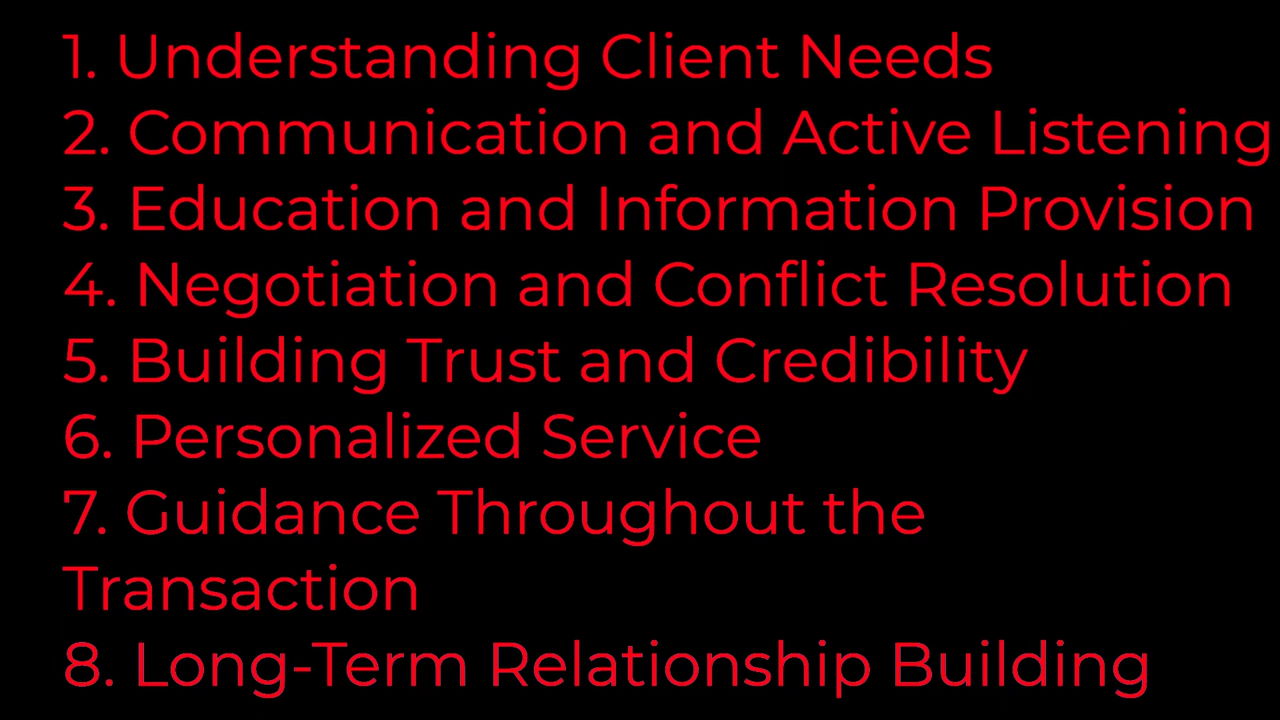 1. Understanding Client Needs
2. Communication and Active Listening
3. Education and Information Provision
4. Negotiation and Conflict Resolution
5. Building Trust and Credibility
6. Personalized Service
7. Guidance Throughout the
Transaction
8. Long-Term Relationship Building